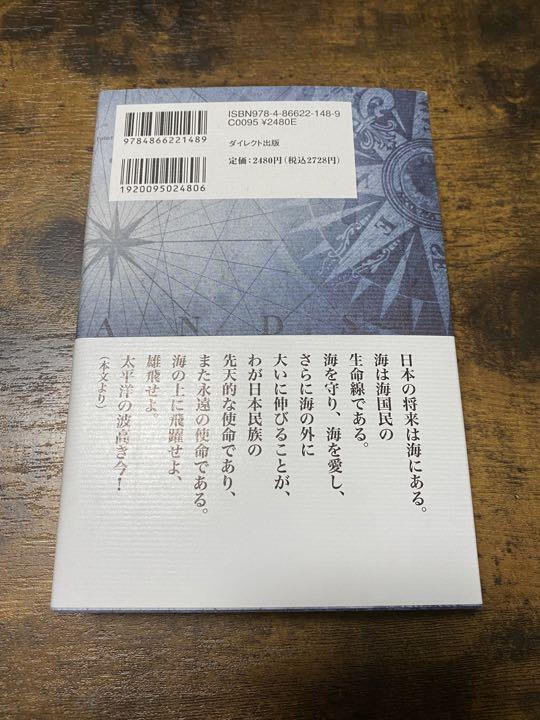 ISBN978-4-86622-148-9
C0095 ¥2480E
ダイレクト出版
定価：2480円（税込2728円）
9784866221489
1920095024806
ANDS
日本の将来は海にある。
海は海国民の
生命線である。
海を守り、海を愛し、
さらに海の外に
大いに伸びることが、
わが日本民族の
先天的な使命であり、
また永遠の使命である。
海の上に飛躍せよ、
雄飛せよ。
太平洋の波高き今！
（本文より）